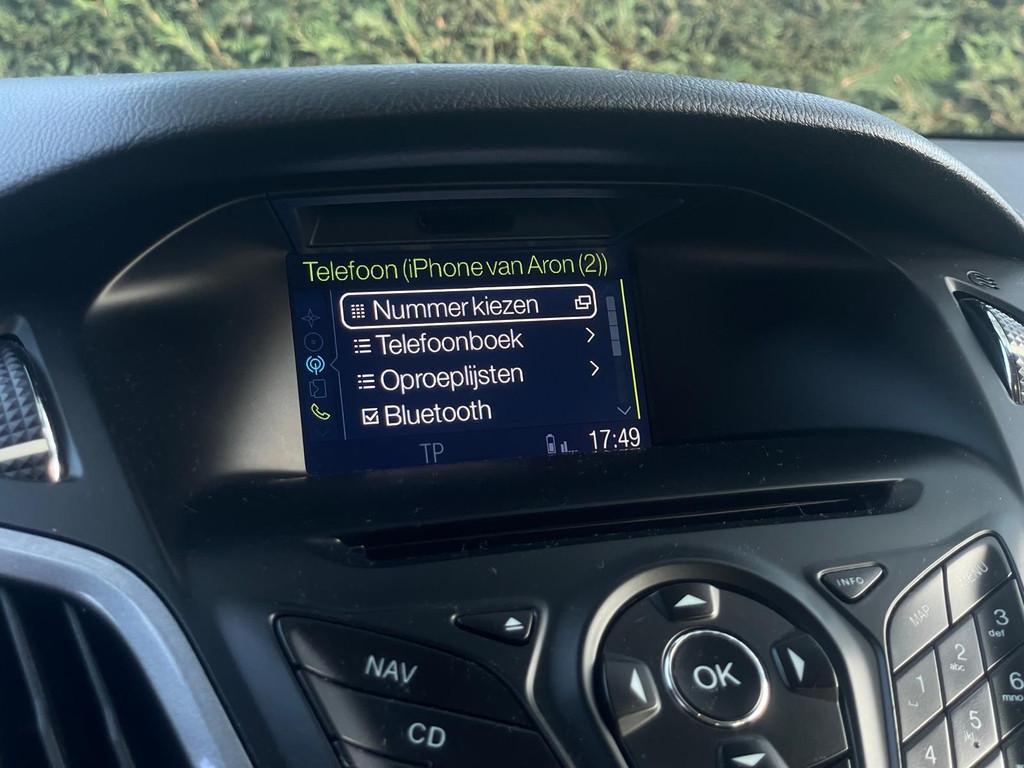 Telefoon (iPhone van Aron (2))
Nummer kiezen
Telefoonboek
Oproeplijsten
Bluetooth
TP 17:49
INFO
MENU
MAP
NAV
CD
OK
1
2 abc
3 def
4
5 jkl
6 mno